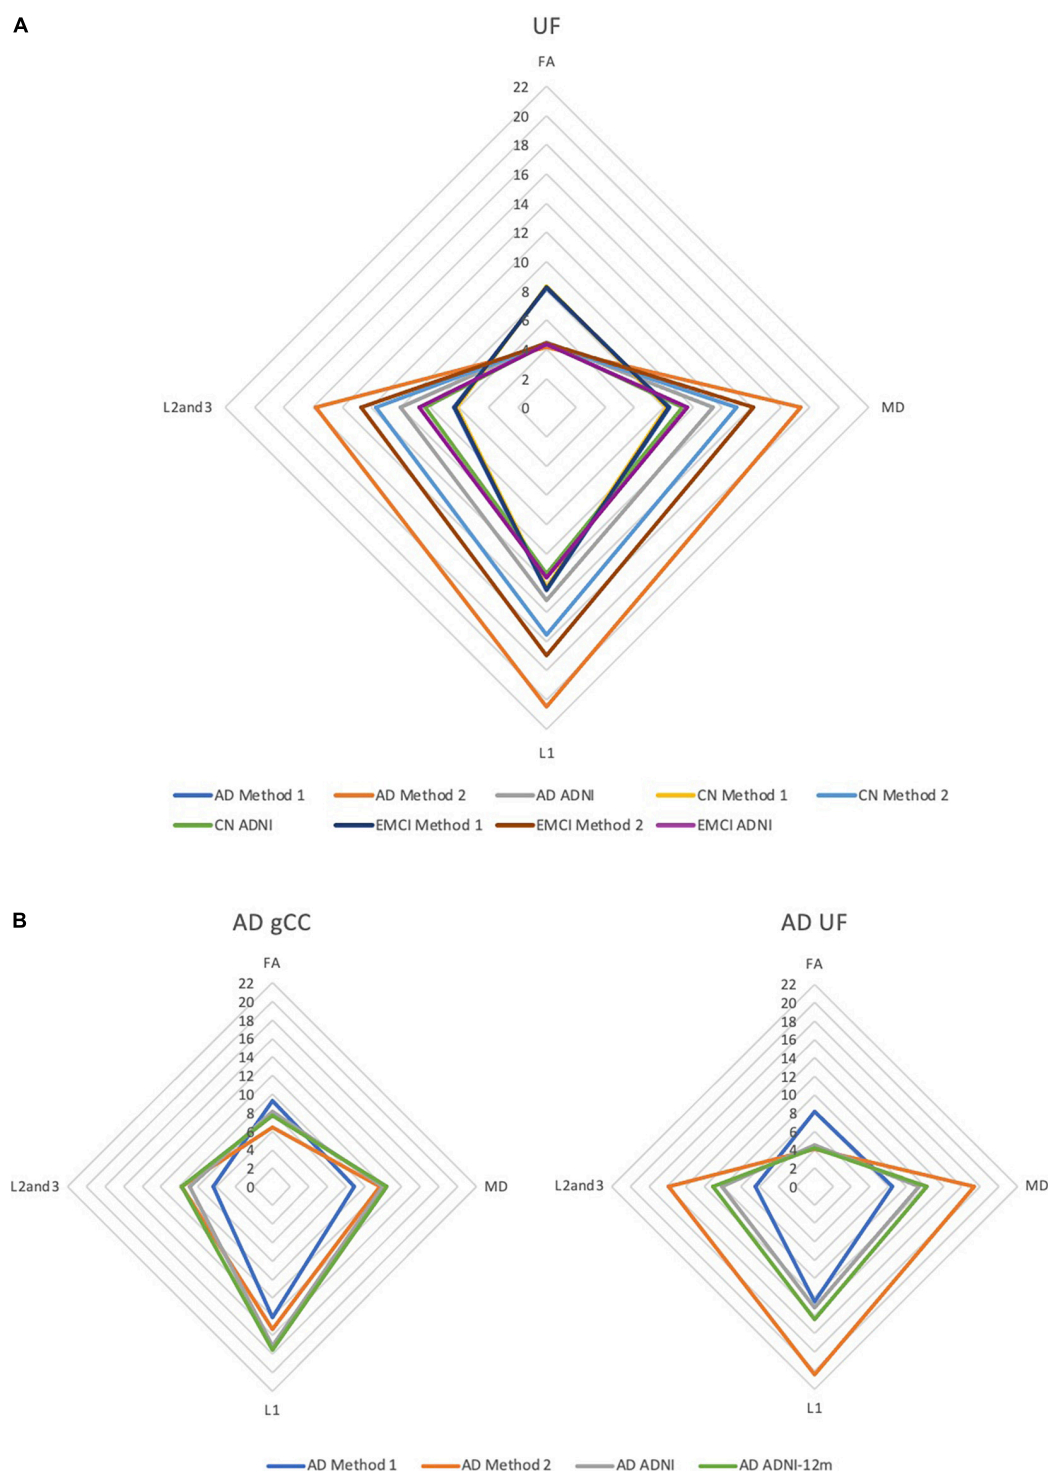 A
UF
FA
22
20
18
16
14
12
10
8
6
4
2
0
L2and3
MD
L1
AD Method 1 AD Method 2 AD ADNI CN Method 1 CN Method 2
CN ADNI EMCI Method 1 EMCI Method 2 EMCI ADNI
B
AD gCC
FA
22
20
18
16
14
12
10
8
6
4
2
0
L2and3
MD
L1
AD UF
FA
22
20
18
16
14
12
10
8
6
4
2
0
L2and3
MD
L1
AD Method 1 AD Method 2 AD ADNI AD ADNI-12m